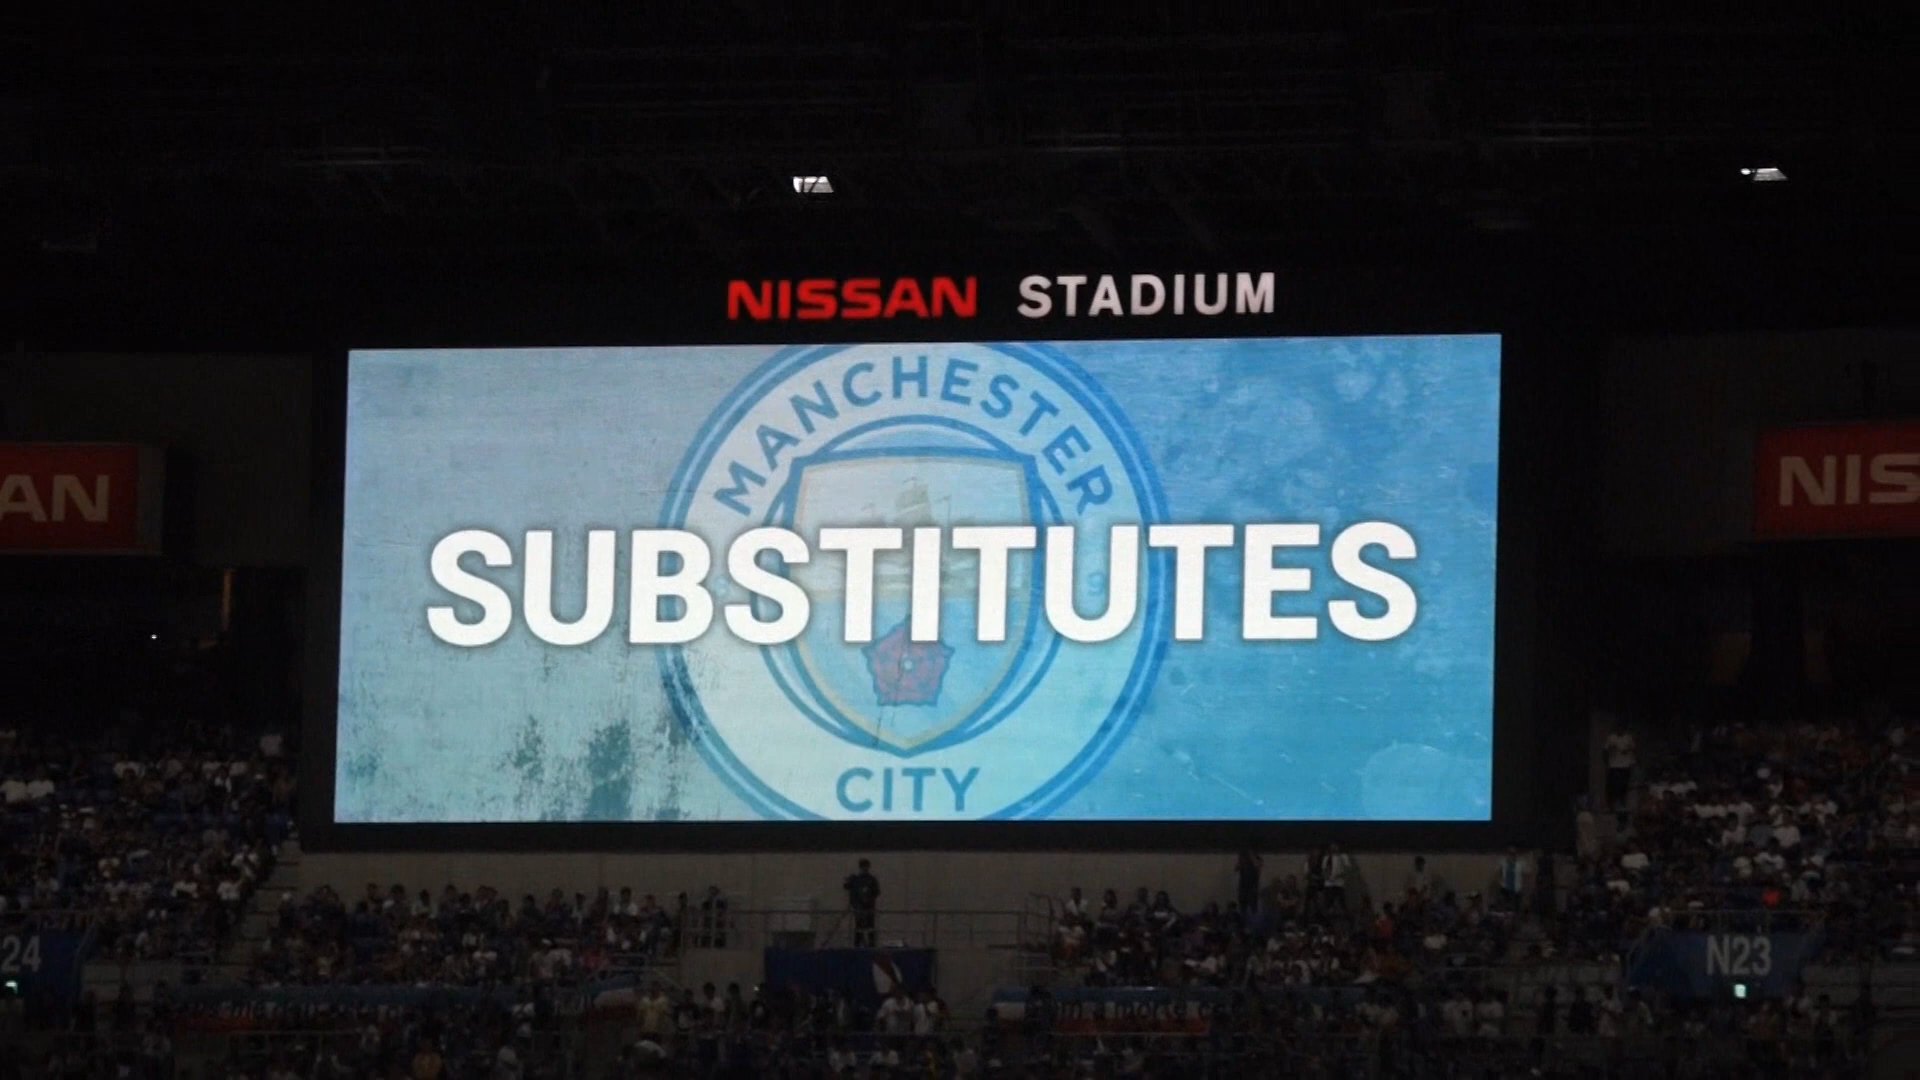 NISSAN STADIUM
MANCHESTER
SUBSTITUTES
CITY
AN
NIS
24
N23